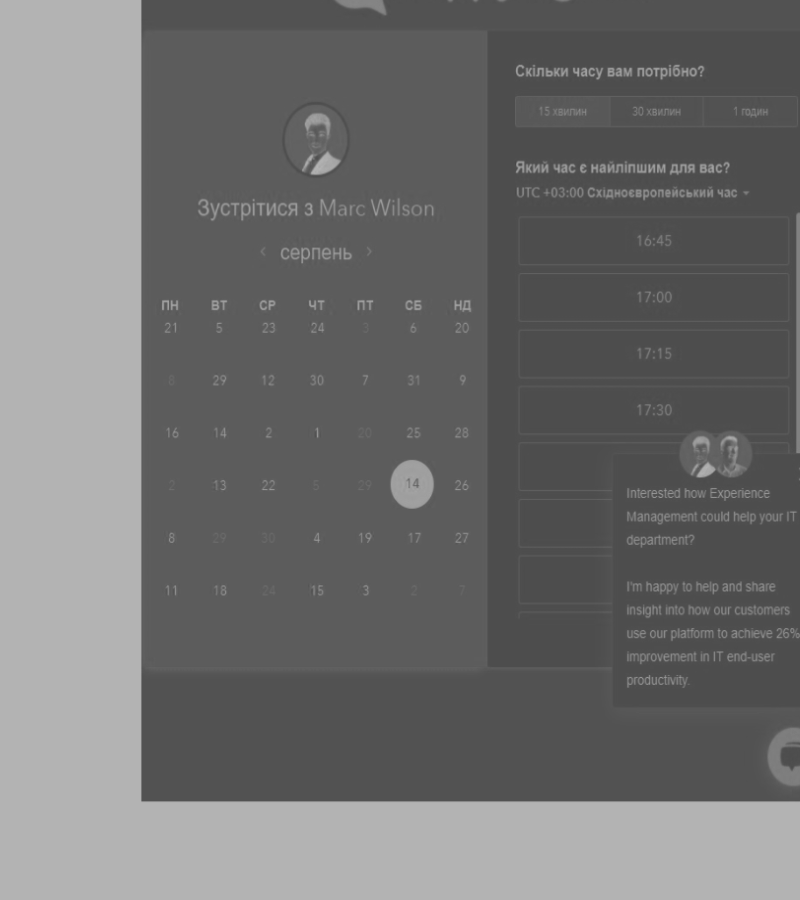 Зустрітися з Marc Wilson
серпень
ПН ВТ СР ЧТ ПТ СБ НД
21 5 23 24 3 6 20
8 29 12 30 7 31 9
16 14 2 1 20 25 28
2 13 22 5 29 14 26
8 29 30 4 19 17 27
11 18 24 15 3 2 7
Скільки часу вам потрібно?
15 хвилин 30 хвилин 1 годин
Який час є найліпшим для вас?
UTC +03:00 Східноєвропейський час
16:45
17:00
17:15
17:30
Interested how Experience
Management could help your IT
department?
I'm happy to help and share
insight into how our customers
use our platform to achieve 26%
improvement in IT end-user
productivity.